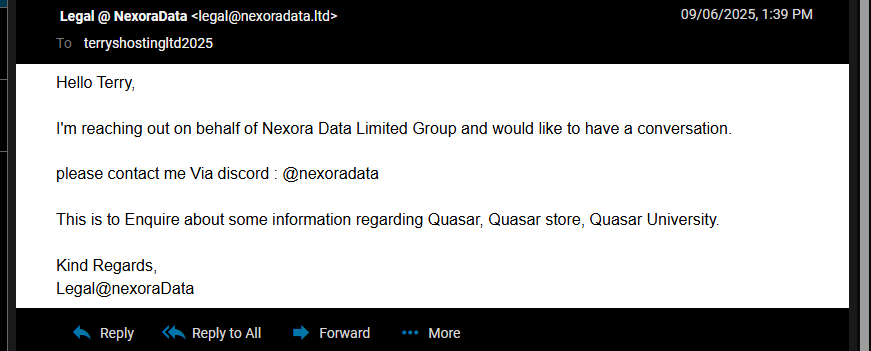 Legal @ NexoraData <legal@nexoradata.ltd>
09/06/2025, 1:39 PM
To terryshostingltd2025
Hello Terry,
I'm reaching out on behalf of Nexora Data Limited Group and would like to have a conversation.
please contact me Via discord : @nexoradata
This is to Enquire about some information regarding Quasar, Quasar store, Quasar University.
Kind Regards,
Legal@nexoraData
Reply Reply to All Forward More